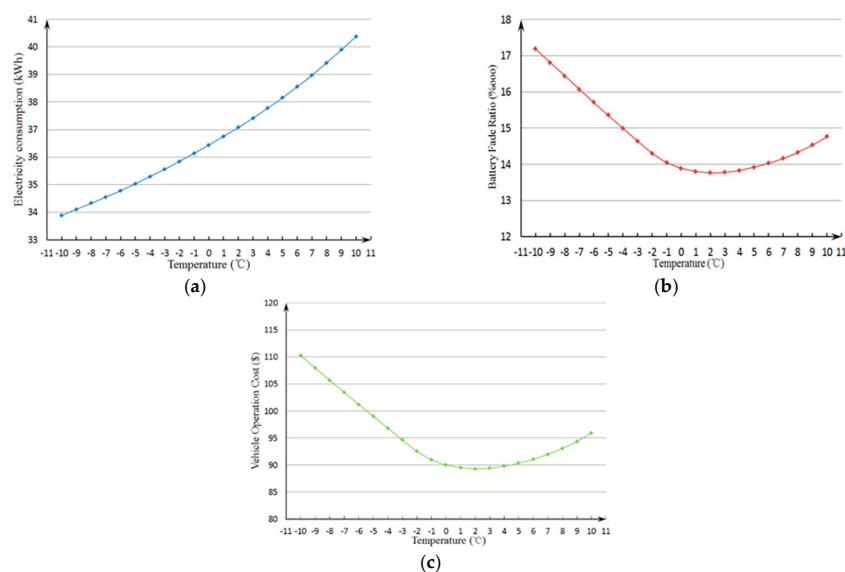 Electricity consumption (kWh)
41
40
39
38
37
36
35
34
33
-11 -10 -9 -8 -7 -6 -5 -4 -3 -2 -1 0 1 2 3 4 5 6 7 8 9 10 11
Temperature (℃)
(a)
Battery Fade Ratio (%ooo)
18
17
16
15
14
13
12
-11 -10 -9 -8 -7 -6 -5 -4 -3 -2 -1 0 1 2 3 4 5 6 7 8 9 10 11
Temperature (℃)
(b)
Vehicle Operation Cost ($)
120
115
110
105
100
95
90
85
80
-11 -10 -9 -8 -7 -6 -5 -4 -3 -2 -1 0 1 2 3 4 5 6 7 8 9 10 11
Temperature (℃)
(c)